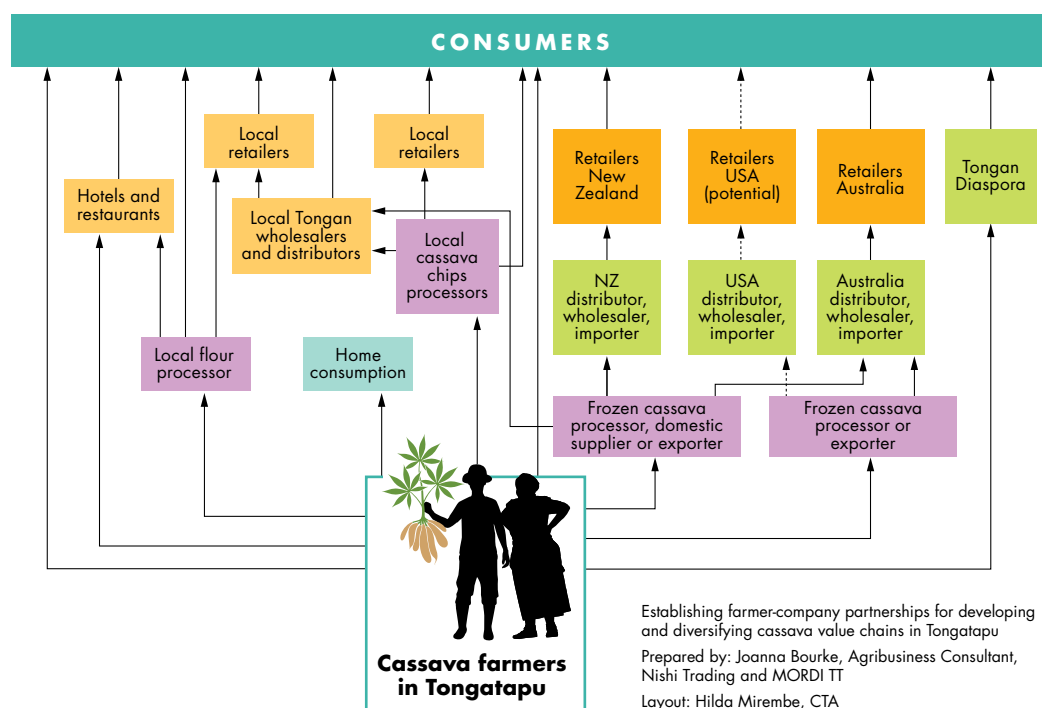 CONSUMERS
Local
retailers
Local
retailers
Retailers
New
Zealand
Retailers
USA
(potential)
Retailers
Australia
Tongan
Diaspora
Hotels and
restaurants
Local Tongan
wholesalers
and distributors
Local
cassava
chips
processors
NZ
distributor,
wholesaler,
importer
USA
distributor,
wholesaler,
importer
Australia
distributor,
wholesaler,
importer
Local flour
processor
Home
consumption
Frozen cassava
processor, domestic
supplier or exporter
Frozen cassava
processor or
exporter
Cassava farmers
in Tongatapu
Establishing farmer-company partnerships for developing
and diversifying cassava value chains in Tongatapu
Prepared by: Joanna Bourke, Agribusiness Consultant,
Nishi Trading and MORDI TT
Layout: Hilda Mirembe, CTA